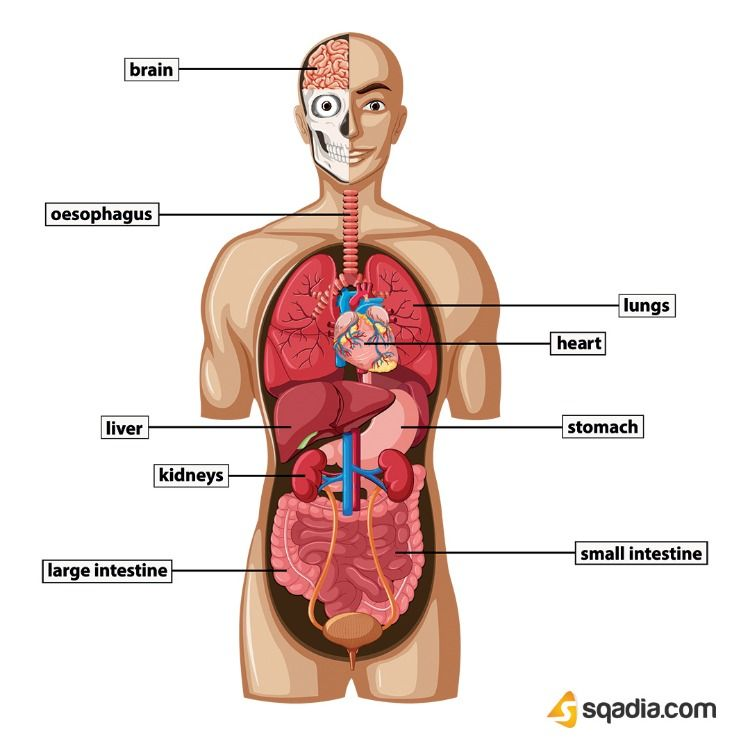 brain
oesophagus
lungs
heart
liver
stomach
kidneys
small intestine
large intestine
sqadia.com